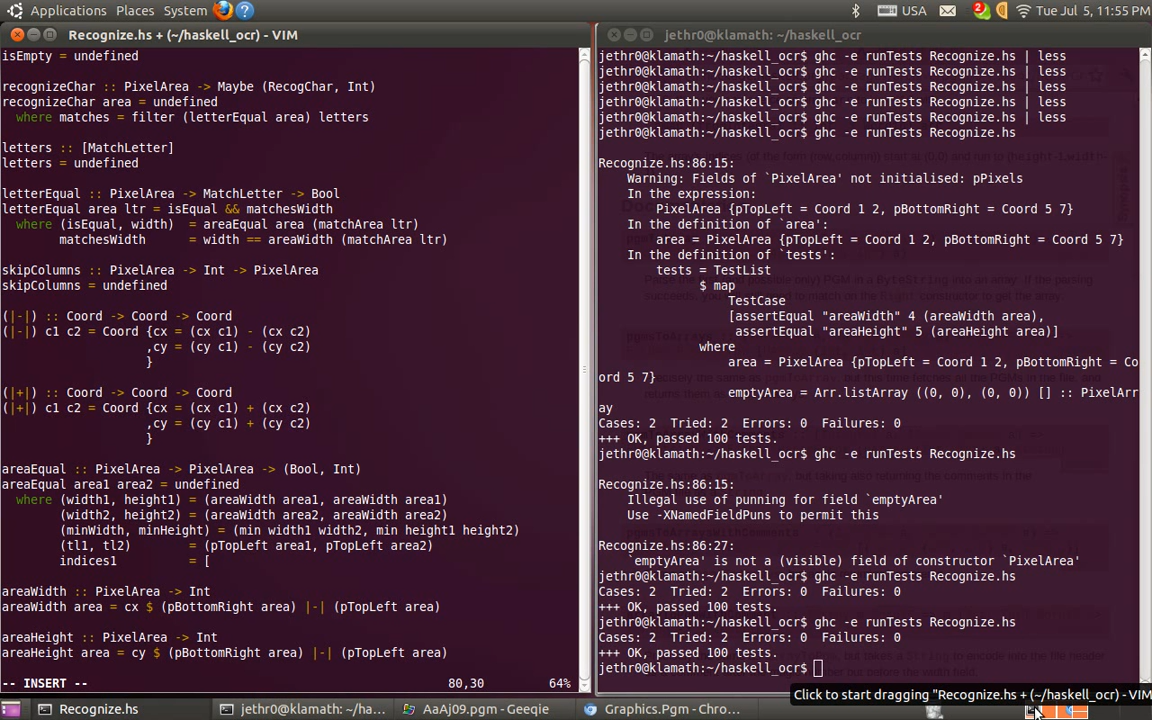 Applications Places System ? USA 2 Tue Jul 5, 11:55 PM
Recognize.hs + (~/haskell_ocr) - VIM
isEmpty = undefined
recognizeChar :: PixelArea -> Maybe (RecogChar, Int)
recognizeChar area = undefined
where matches = filter (letterEqual area) letters
letters :: [MatchLetter]
letters = undefined
letterEqual :: PixelArea -> MatchLetter -> Bool
letterEqual area ltr = isEqual && matchesWidth
where (isEqual, width) = areaEqual area (matchArea ltr)
matchesWidth = width == areaWidth (matchArea ltr)
skipColumns :: PixelArea -> Int -> PixelArea
skipColumns = undefined
(|-|) :: Coord -> Coord -> Coord
(|-|) c1 c2 = Coord {cx = (cx c1) - (cx c2)
,cy = (cy c1) - (cy c2)
}
(|+|) :: Coord -> Coord -> Coord
(|+|) c1 c2 = Coord {cx = (cx c1) + (cx c2)
,cy = (cy c1) + (cy c2)
}
areaEqual :: PixelArea -> PixelArea -> (Bool, Int)
areaEqual area1 area2 = undefined
where (width1, height1) = (areaWidth area1, areaWidth area1)
(width2, height2) = (areaWidth area2, areaWidth area2)
(minWidth, minHeight) = (min width1 width2, min height1 height2)
(tl1, tl2) = (pTopLeft area1, pTopLeft area2)
indices1 = [
areaWidth :: PixelArea -> Int
areaWidth area = cx $ (pBottomRight area) |-| (pTopLeft area)
areaHeight :: PixelArea -> Int
areaHeight area = cy $ (pBottomRight area) |-| (pTopLeft area)
-- INSERT -- 80,30 64%
jethr0@klamath: ~/haskell_ocr
jethr0@klamath:~/haskell_ocr$ ghc -e runTests Recognize.hs | less
jethr0@klamath:~/haskell_ocr$ ghc -e runTests Recognize.hs | less
jethr0@klamath:~/haskell_ocr$ ghc -e runTests Recognize.hs | less
jethr0@klamath:~/haskell_ocr$ ghc -e runTests Recognize.hs | less
jethr0@klamath:~/haskell_ocr$ ghc -e runTests Recognize.hs | less
jethr0@klamath:~/haskell_ocr$ ghc -e runTests Recognize.hs
Recognize.hs:86:15:
Warning: Fields of `PixelArea' not initialised: pPixels
In the expression:
PixelArea {pTopLeft = Coord 1 2, pBottomRight = Coord 5 7}
In the definition of `area':
area = PixelArea {pTopLeft = Coord 1 2, pBottomRight = Coord 5 7}
In the definition of `tests':
tests = TestList
$ map
TestCase
[assertEqual "areaWidth" 4 (areaWidth area),
assertEqual "areaHeight" 5 (areaHeight area)]
where
area = PixelArea {pTopLeft = Coord 1 2, pBottomRight = Co
ord 5 7}
emptyArea = Arr.listArray ((0, 0), (0, 0)) [] :: PixelArr
ay
Cases: 2 Tried: 2 Errors: 0 Failures: 0
+++ OK, passed 100 tests.
jethr0@klamath:~/haskell_ocr$ ghc -e runTests Recognize.hs
Recognize.hs:86:15:
Illegal use of punning for field `emptyArea'
Use -XNamedFieldPuns to permit this
Recognize.hs:86:27:
`emptyArea' is not a (visible) field of constructor `PixelArea'
jethr0@klamath:~/haskell_ocr$ ghc -e runTests Recognize.hs
Cases: 2 Tried: 2 Errors: 0 Failures: 0
+++ OK, passed 100 tests.
jethr0@klamath:~/haskell_ocr$ ghc -e runTests Recognize.hs
Cases: 2 Tried: 2 Errors: 0 Failures: 0
+++ OK, passed 100 tests.
jethr0@klamath:~/haskell_ocr$
Click to start dragging "Recognize.hs + (~/haskell_ocr) - VIM
Recognize.hs jethr0@klamath: ~/ha... AaAj09.pgm - Geeqie Graphics.Pgm - Chro...